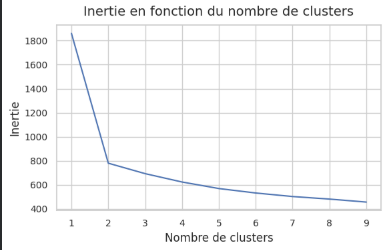 Inertie en fonction du nombre de clusters
Inertie
1800
1600
1400
1200
1000
800
600
400
1 2 3 4 5 6 7 8 9
Nombre de clusters